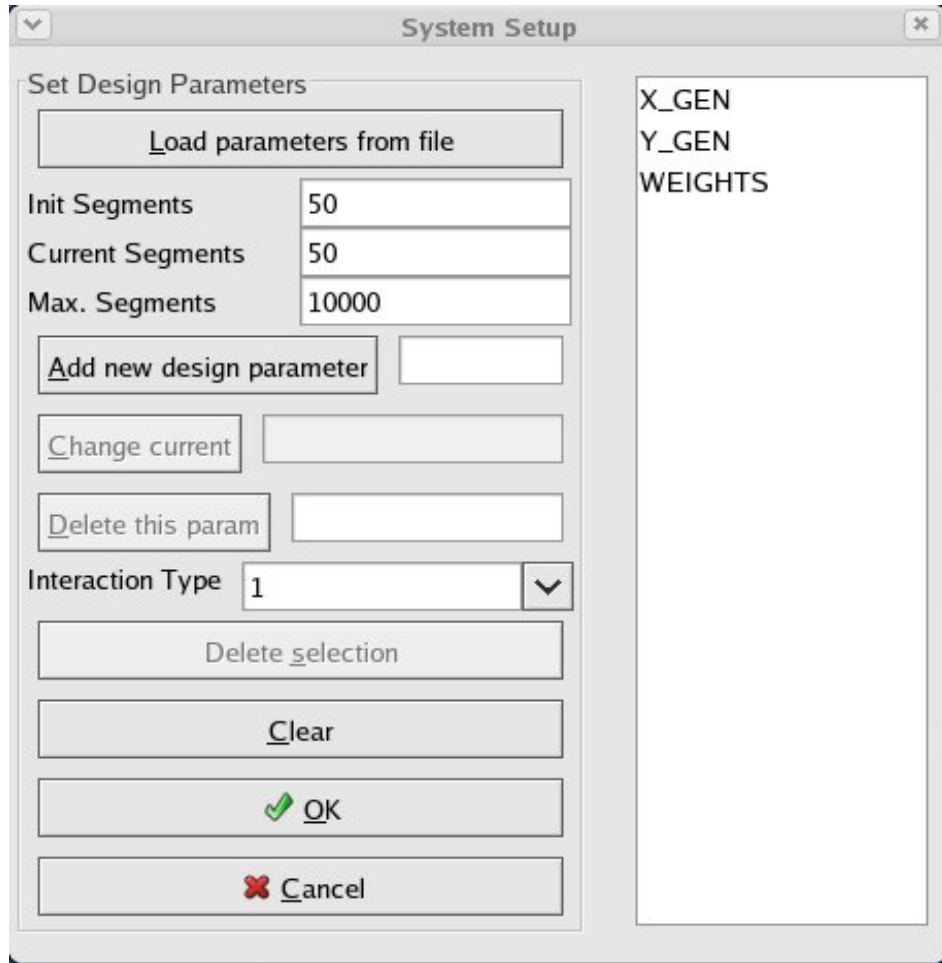 System Setup
Set Design Parameters
Load parameters from file
Init Segments 50
Current Segments 50
Max. Segments 10000
Add new design parameter
Change current
Delete this param
Interaction Type 1
Delete selection
Clear
OK
Cancel
X_GEN
Y_GEN
WEIGHTS